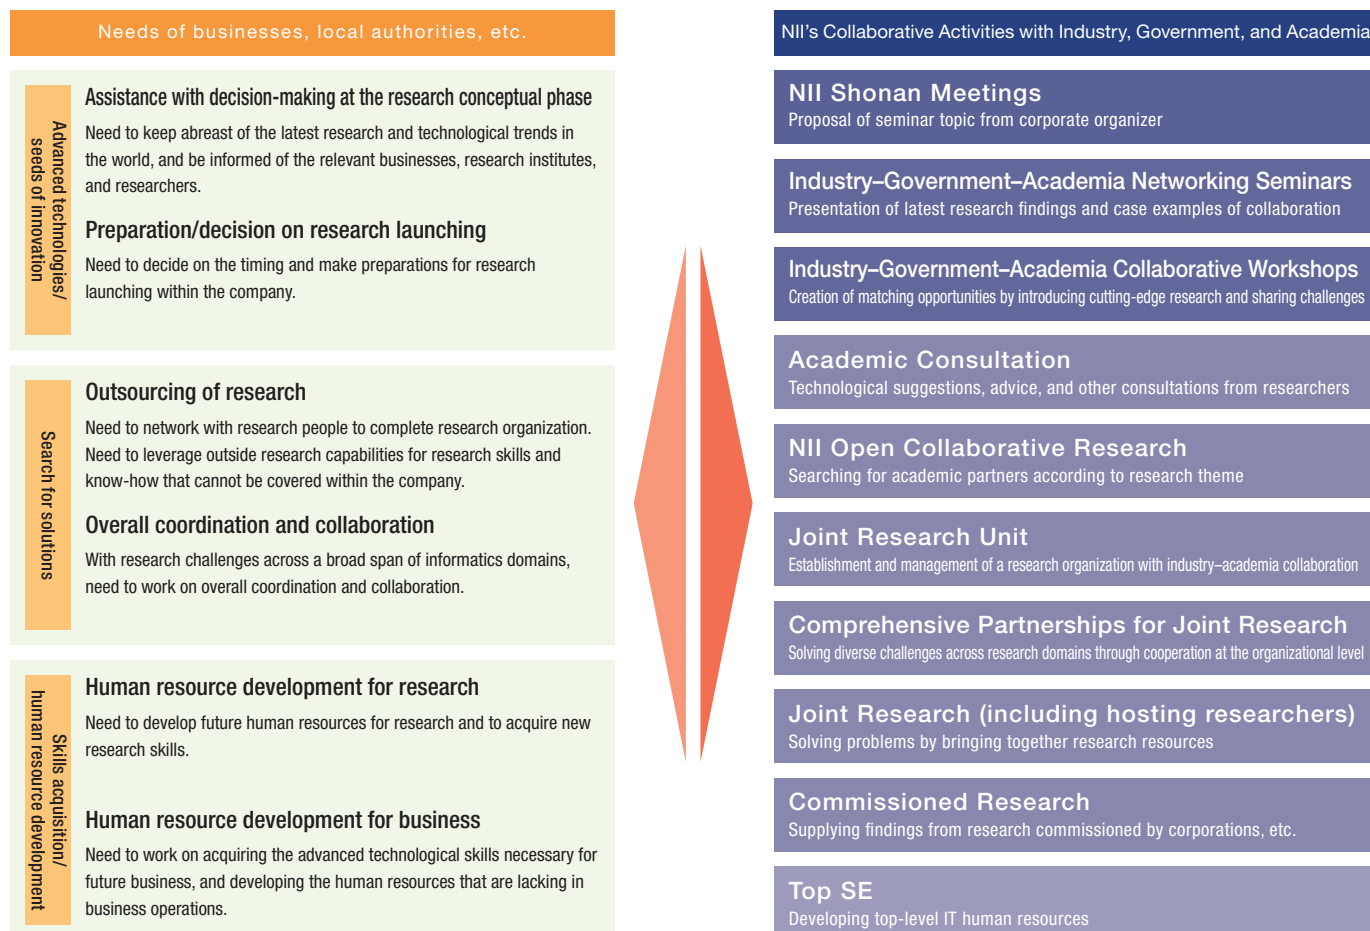 Needs of businesses, local authorities, etc.
Advanced technologies/
seeds of innovation
Assistance with decision-making at the research conceptual phase
Need to keep abreast of the latest research and technological trends in
the world, and be informed of the relevant businesses, research institutes,
and researchers.
Preparation/decision on research launching
Need to decide on the timing and make preparations for research
launching within the company.
Search for solutions
Outsourcing of research
Need to network with research people to complete research organization.
Need to leverage outside research capabilities for research skills and
know-how that cannot be covered within the company.
Overall coordination and collaboration
With research challenges across a broad span of informatics domains,
need to work on overall coordination and collaboration.
Skills acquisition/
human resource development
Human resource development for research
Need to develop future human resources for research and to acquire new
research skills.
Human resource development for business
Need to work on acquiring the advanced technological skills necessary for
future business, and developing the human resources that are lacking in
business operations.
NII's Collaborative Activities with Industry, Government, and Academia
NII Shonan Meetings
Proposal of seminar topic from corporate organizer
Industry–Government–Academia Networking Seminars
Presentation of latest research findings and case examples of collaboration
Industry–Government–Academia Collaborative Workshops
Creation of matching opportunities by introducing cutting-edge research and sharing challenges
Academic Consultation
Technological suggestions, advice, and other consultations from researchers
NII Open Collaborative Research
Searching for academic partners according to research theme
Joint Research Unit
Establishment and management of a research organization with industry–academia collaboration
Comprehensive Partnerships for Joint Research
Solving diverse challenges across research domains through cooperation at the organizational level
Joint Research (including hosting researchers)
Solving problems by bringing together research resources
Commissioned Research
Supplying findings from research commissioned by corporations, etc.
Top SE
Developing top-level IT human resources